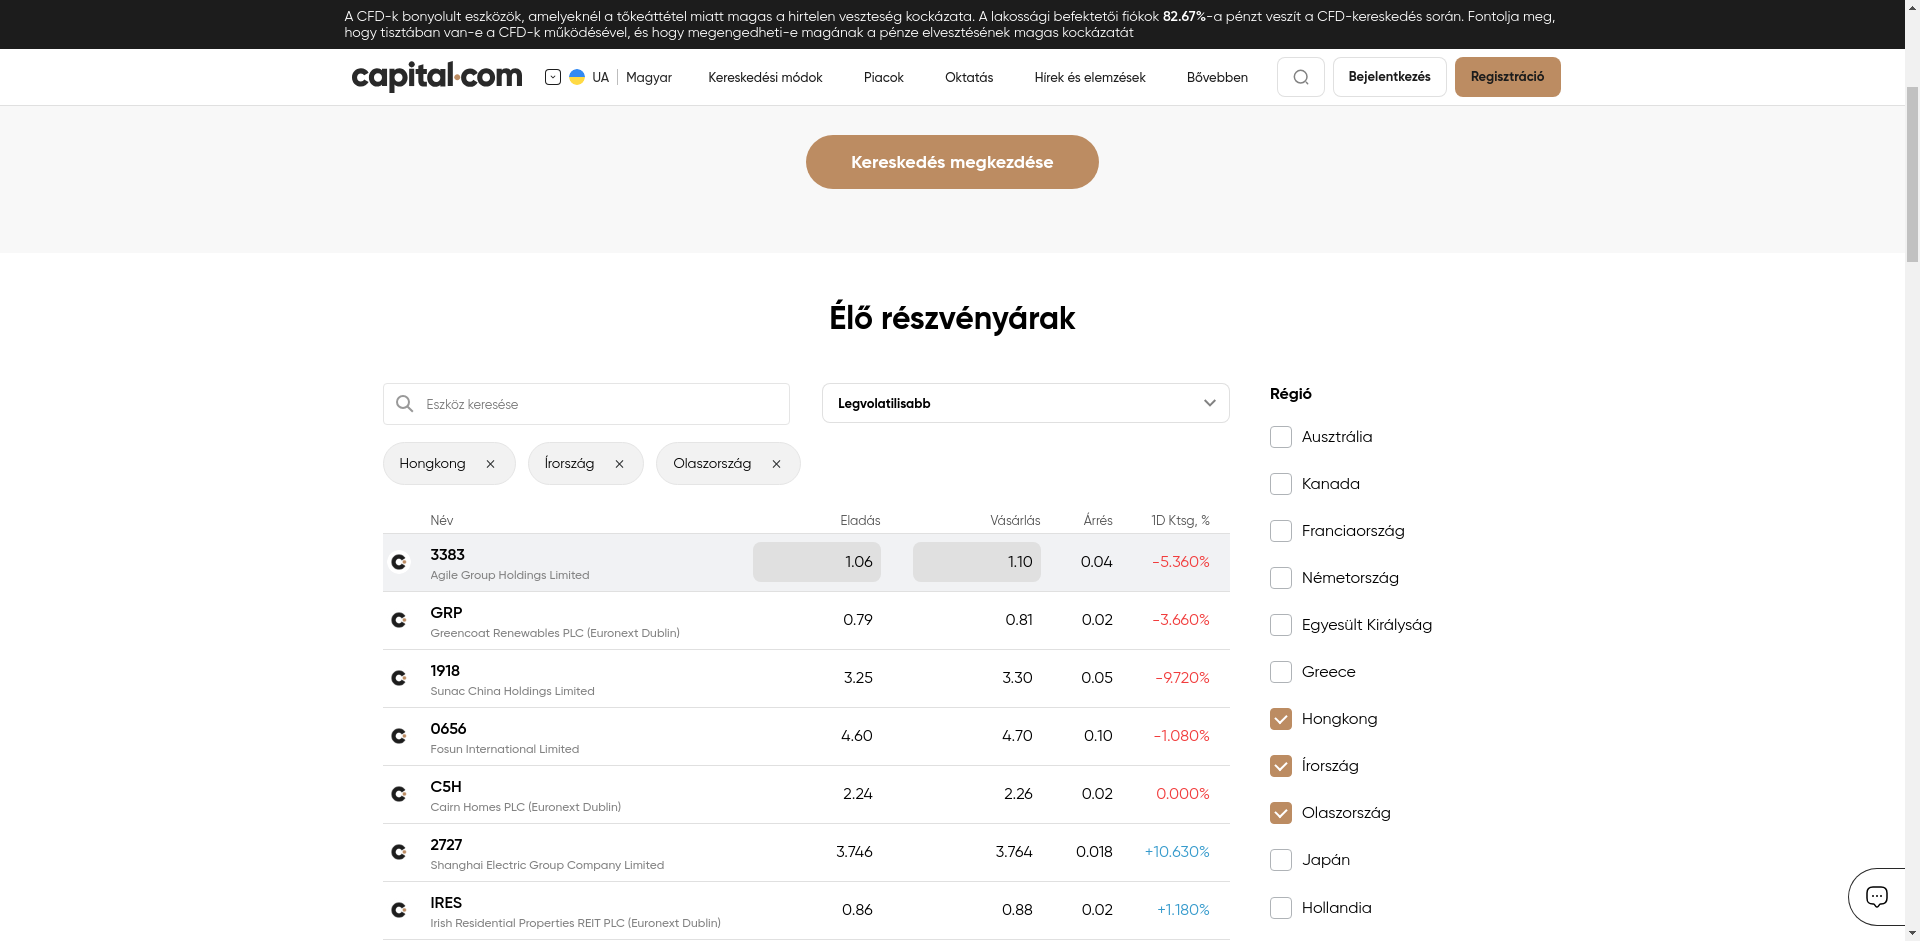 A CFD-k bonyolult eszközök, amelyeknél a tőkeáttétel miatt magas a hirtelen veszteség kockázata. A lakossági befektetői fiókok 82.67%-a pénzt veszít a CFD-kereskedés során. Fontolja meg,
hogy tisztában van-e a CFD-k működésével, és hogy megengedheti-e magának a pénze elvesztésének magas kockázatát
capital.com
UA
Magyar
Kereskedési módok
Piacok
Oktatás
Hírek és elemzések
Bővebben
Bejelentkezés
Regisztráció
Kereskedés megkezdése
Élő részvényárak
Eszköz keresése
Legvolatilisabb
Hongkong
Írország
Olaszország
Név Eladás Vásárlás Árrés 1D Ktsg, %
3383
Agile Group Holdings Limited
1.06 1.10 0.04 -5.360%
GRP
Greencoat Renewables PLC (Euronext Dublin)
0.79 0.81 0.02 -3.660%
1918
Sunac China Holdings Limited
3.25 3.30 0.05 -9.720%
0656
Fosun International Limited
4.60 4.70 0.10 -1.080%
C5H
Cairn Homes PLC (Euronext Dublin)
2.24 2.26 0.02 0.000%
2727
Shanghai Electric Group Company Limited
3.746 3.764 0.018 +10.630%
IRES
Irish Residential Properties REIT PLC (Euronext Dublin)
0.86 0.88 0.02 +1.180%
Régió
Ausztrália
Kanada
Franciaország
Németország
Egyesült Királyság
Greece
Hongkong
Írország
Olaszország
Japán
Hollandia